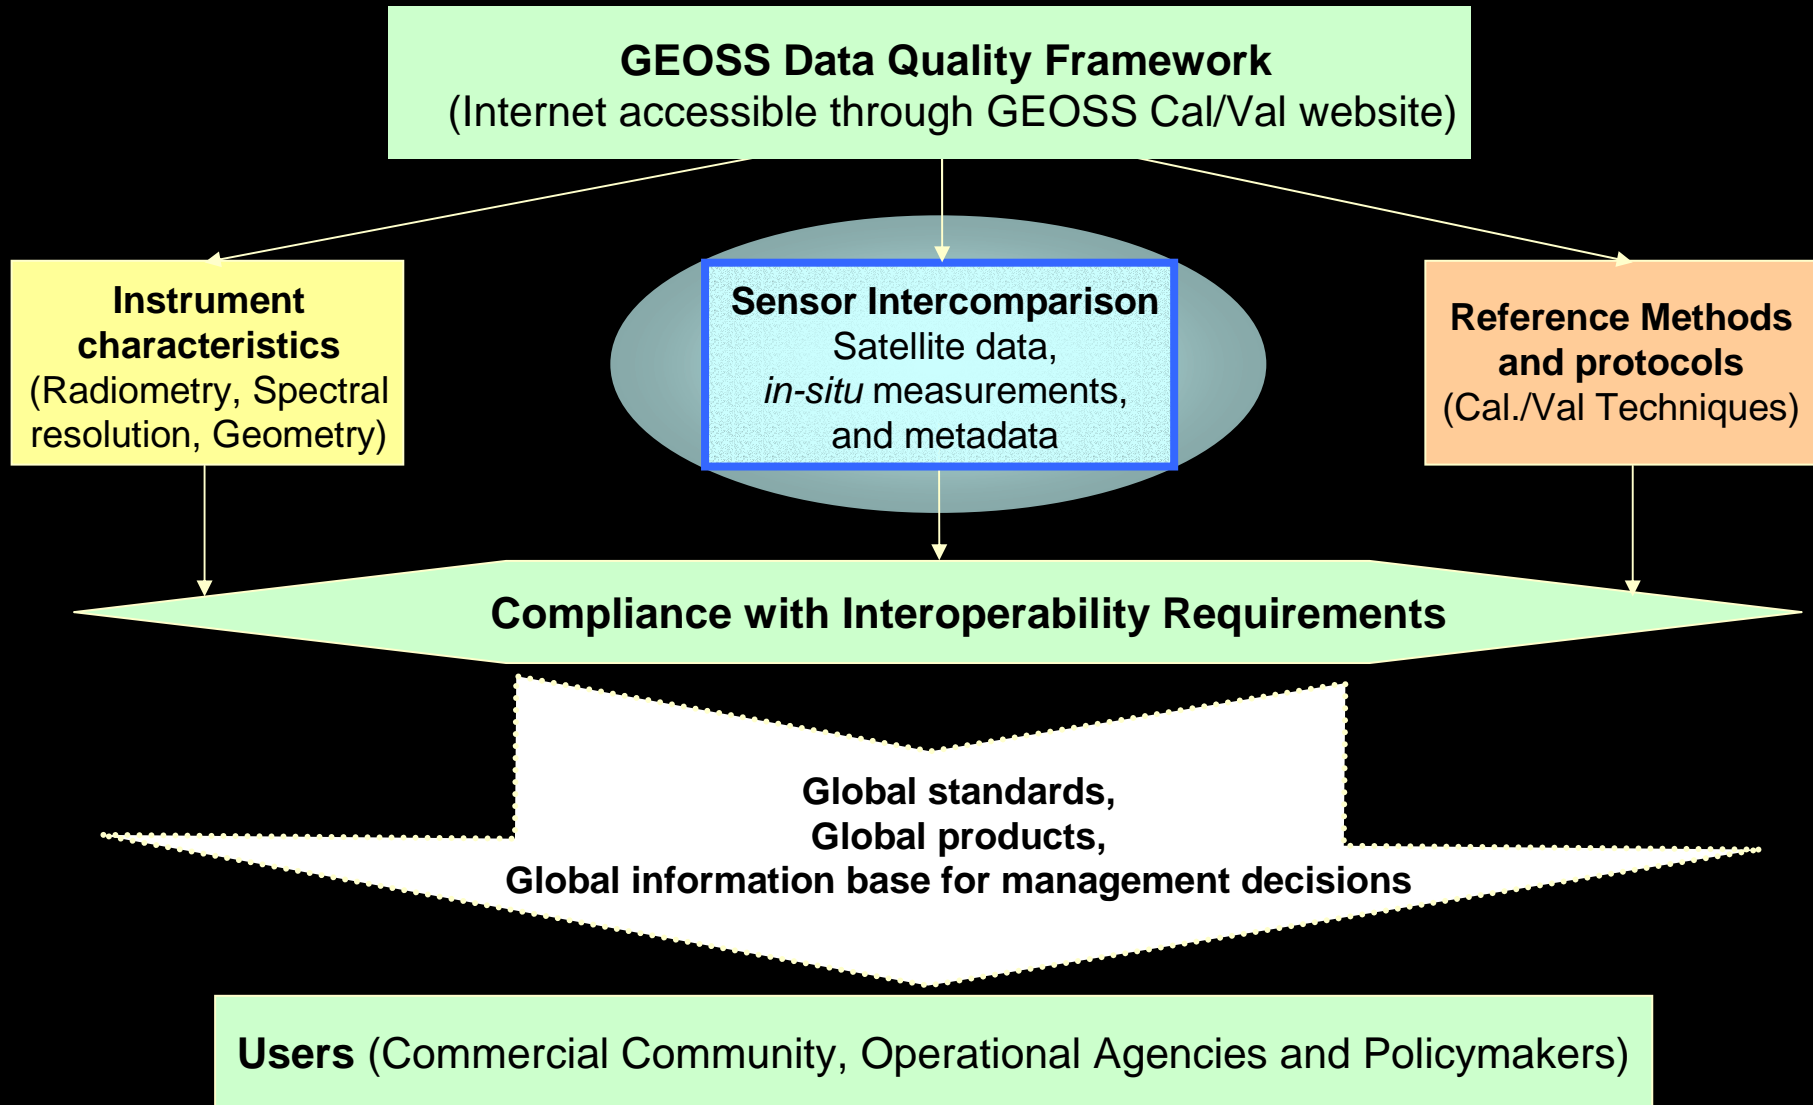 GEOSS Data Quality Framework
(Internet accessible through GEOSS Cal/Val website)
Instrument
characteristics
(Radiometry, Spectral
resolution, Geometry)
Sensor Intercomparison
Satellite data,
in-situ measurements,
and metadata
Reference Methods
and protocols
(Cal./Val Techniques)
Compliance with Interoperability Requirements
Global standards,
Global products,
Global information base for management decisions
Users (Commercial Community, Operational Agencies and Policymakers)